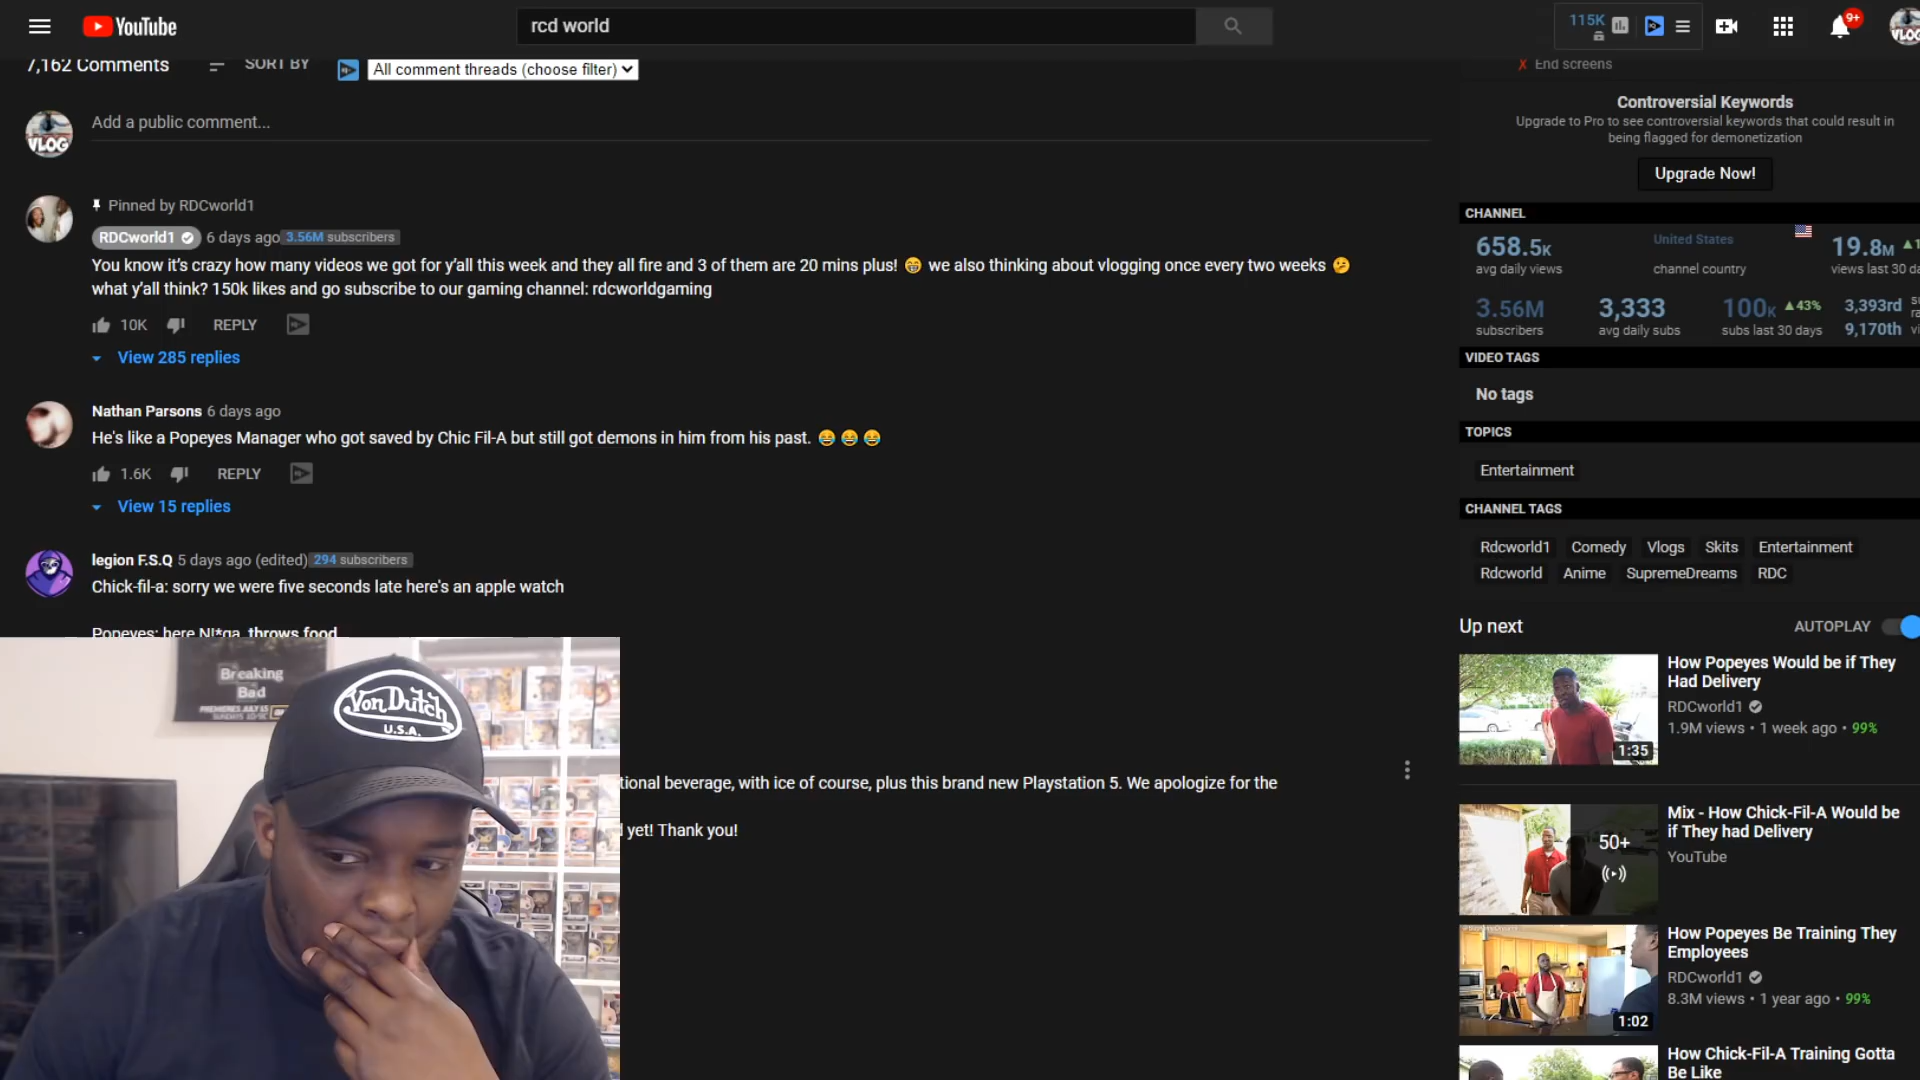 YouTube
rcd world
115K
9+
VLOG
7,162 Comments
SORT BY
All comment threads (choose filter)
Add a public comment...
VLOG
Pinned by RDCworld1
RDCworld1 6 days ago 3.56M subscribers
You know it's crazy how many videos we got for y'all this week and they all fire and 3 of them are 20 mins plus! 😁 we also thinking about vlogging once every two weeks 🤔
what y'all think? 150k likes and go subscribe to our gaming channel: rdcworldgaming
10K REPLY
View 285 replies
Nathan Parsons 6 days ago
He's like a Popeyes Manager who got saved by Chic Fil-A but still got demons in him from his past. 😂 😂 😂
1.6K REPLY
View 15 replies
legion F.S.Q 5 days ago (edited) 294 subscribers
Chick-fil-a: sorry we were five seconds late here's an apple watch
Popeyes: here N!*ga, throws food
tional beverage, with ice of course, plus this brand new Playstation 5. We apologize for the
yet! Thank you!
Breaking
Bad
Von Dutch
U.S.A.
✗ End screens
Controversial Keywords
Upgrade to Pro to see controversial keywords that could result in
being flagged for demonetization
Upgrade Now!
CHANNEL
658.5K United States 19.8M ▲1
avg daily views channel country views last 30 da
3.56M 3,333 100K ▲43% 3,393rd
subscribers avg daily subs subs last 30 days 9,170th
VIDEO TAGS
No tags
TOPICS
Entertainment
CHANNEL TAGS
Rdcworld1 Comedy Vlogs Skits Entertainment
Rdcworld Anime SupremeDreams RDC
Up next AUTOPLAY
How Popeyes Would be if They
Had Delivery
RDCworld1
1.9M views • 1 week ago • 99%
1:35
Mix - How Chick-Fil-A Would be
if They had Delivery
YouTube
50+
How Popeyes Be Training They
Employees
RDCworld1
8.3M views • 1 year ago • 99%
1:02
How Chick-Fil-A Training Gotta
Be Like